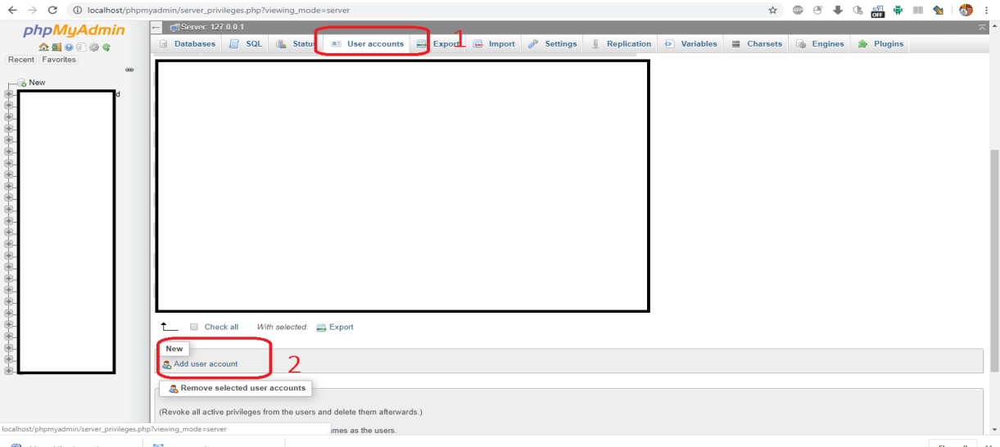 localhost/phpmyadmin/server_privileges.php?viewing_mode=server
OFF
phpMyAdmin
Recent Favorites
New
d
Server: 127.0.0.1
Databases SQL Status User accounts Export 1 Import Settings Replication Variables Charsets Engines Plugins
Check all With selected: Export
New
Add user account 2
Remove selected user accounts
(Revoke all active privileges from the users and delete them afterwards.)
localhost/phpmyadmin/server_privileges.php?viewing_mode=server
as the users.